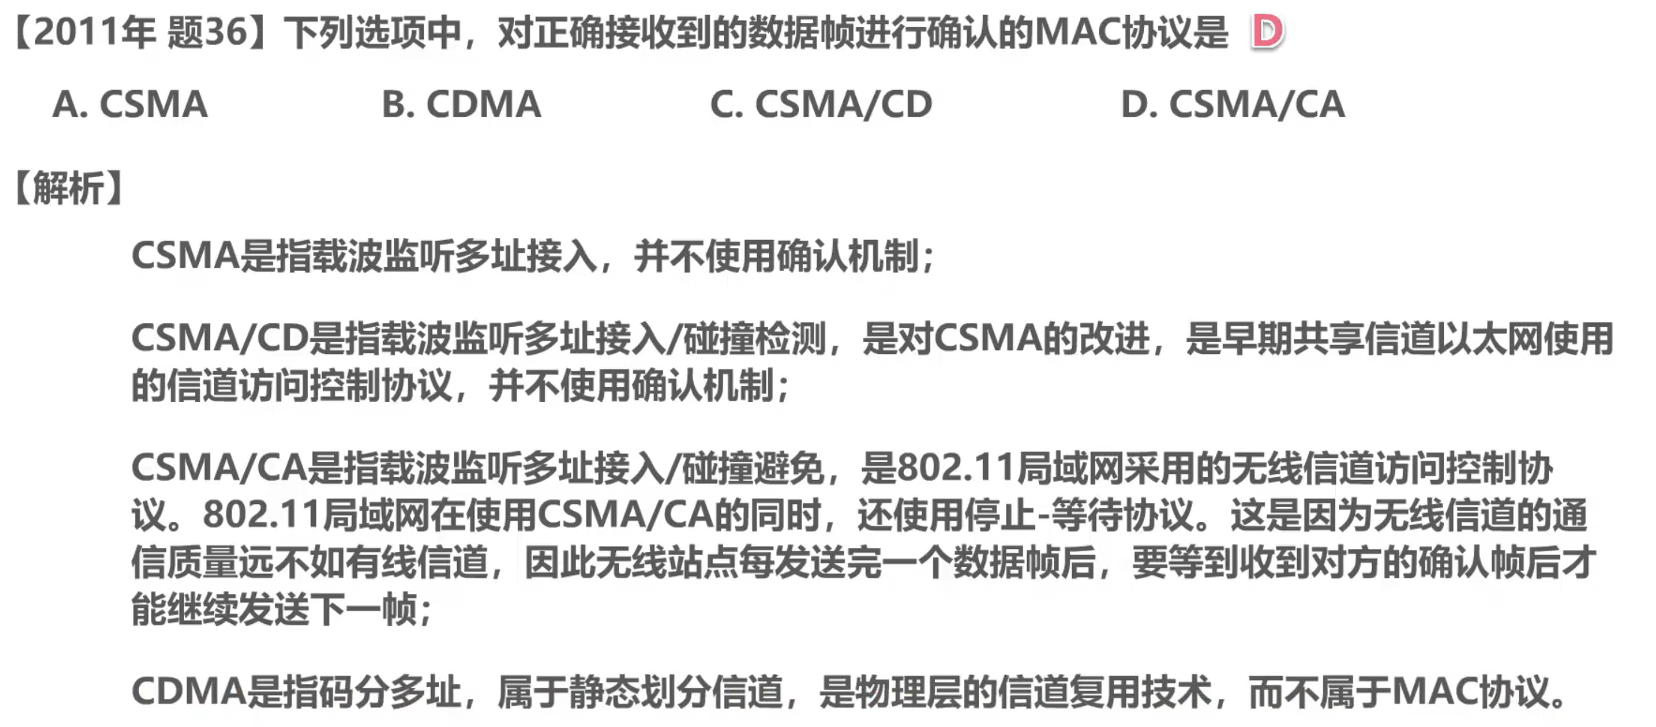 【2011年 题36】下列选项中，对正确接收到的数据帧进行确认的MAC协议是 D
A. CSMA B. CDMA C. CSMA/CD D. CSMA/CA
【解析】
CSMA是指载波监听多址接入，并不使用确认机制；
CSMA/CD是指载波监听多址接入/碰撞检测，是对CSMA的改进，是早期共享信道以太网使用
的信道访问控制协议，并不使用确认机制；
CSMA/CA是指载波监听多址接入/碰撞避免，是802.11局域网采用的无线信道访问控制协
议。802.11局域网在使用CSMA/CA的同时，还使用停止-等待协议。这是因为无线信道的通
信质量远不如有线信道，因此无线站点每发送完一个数据帧后，要等到收到对方的确认帧后才
能继续发送下一帧；
CDMA是指码分多址，属于静态划分信道，是物理层的信道复用技术，而不属于MAC协议。